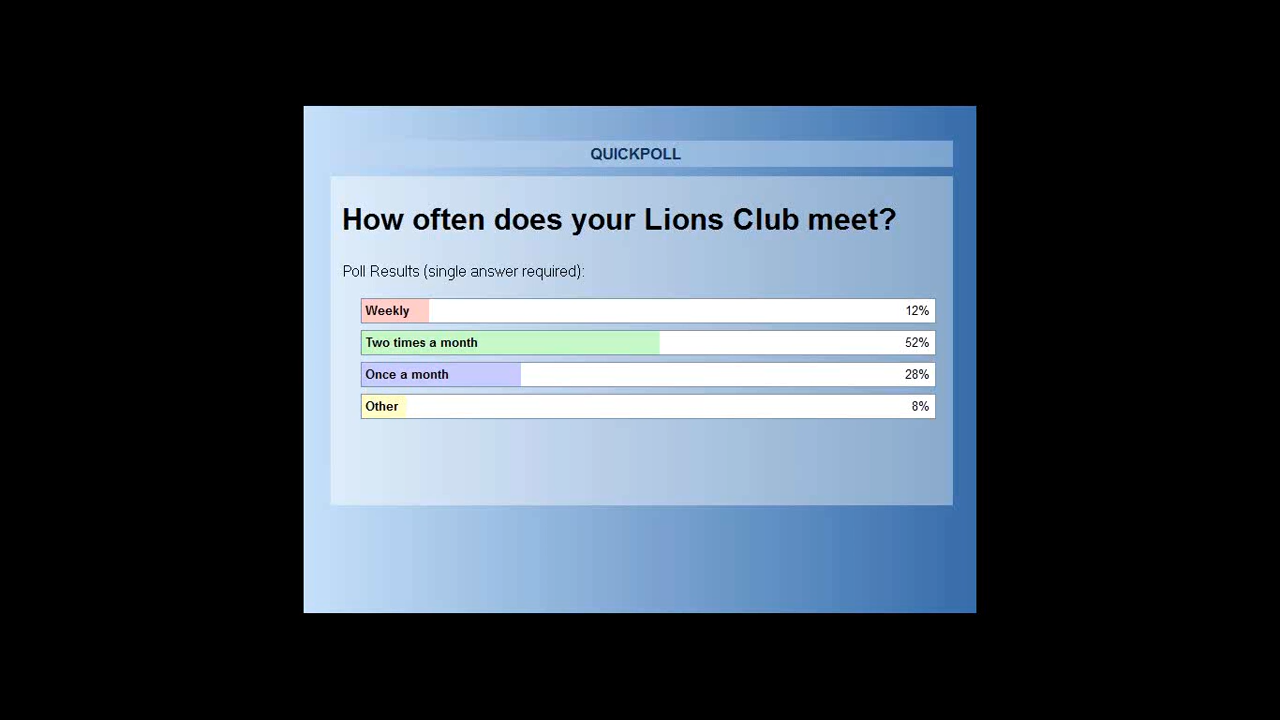 QUICKPOLL
How often does your Lions Club meet?
Poll Results (single answer required):
Weekly 12%
Two times a month 52%
Once a month 28%
Other 8%